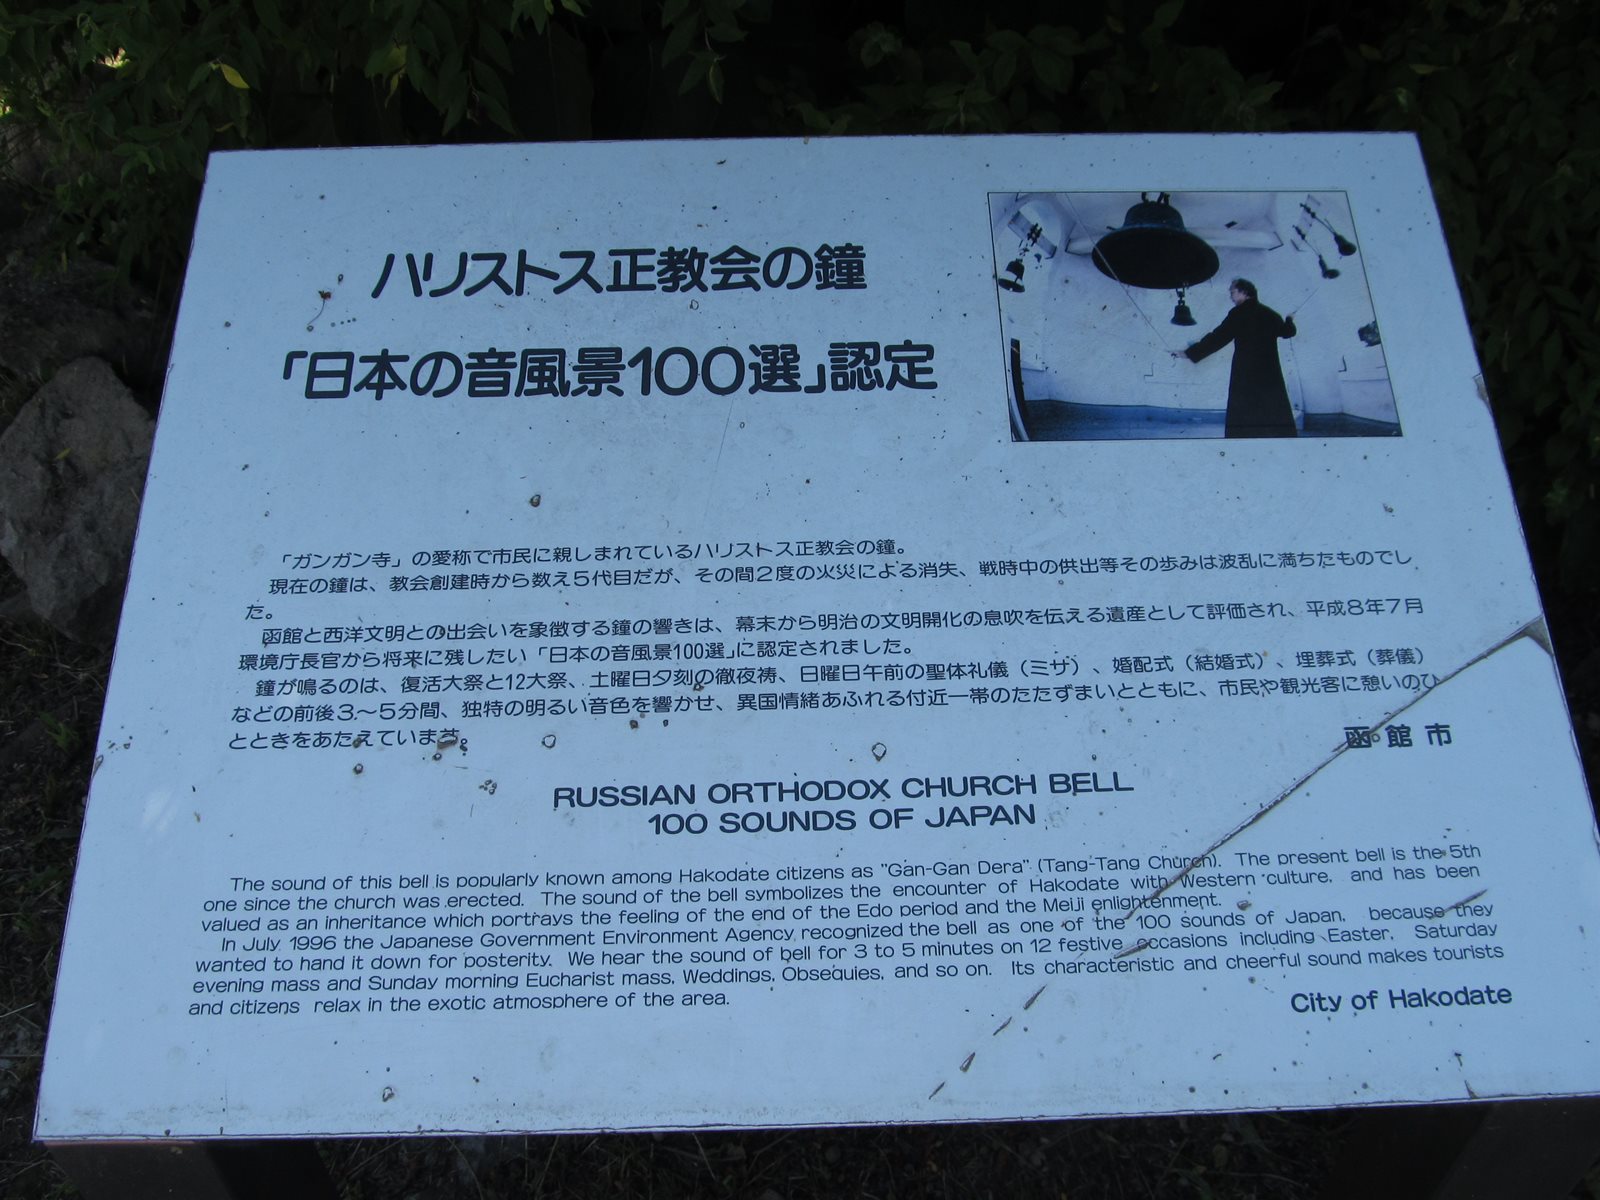 ハリストス正教会の鐘
「日本の音風景100選」認定
「ガンガン寺」の愛称で市民に親しまれているハリストス正教会の鐘。
現在の鐘は、教会創建時から数え5代目だが、その間2度の火災による消失、戦時中の供出等その歩みは波乱に満ちたものでし
た。
函館と西洋文明との出会いを象徴する鐘の響きは、幕末から明治の文明開化の息吹を伝える遺産として評価され、平成8年7月
環境庁長官から将来に残したい「日本の音風景100選」に認定されました。
鐘が鳴るのは、復活大祭と12大祭、土曜日夕刻の徹夜祷、日曜日午前の聖体礼儀（ミサ）、婚配式（結婚式）、埋葬式（葬儀）
などの前後3～5分間、独特の明るい音色を響かせ、異国情緒あふれる付近一帯のたたずまいとともに、市民や観光客に憩いのひ
とときをあたえています。
函館市
RUSSIAN ORTHODOX CHURCH BELL
100 SOUNDS OF JAPAN
The sound of this bell is popularly known among Hakodate citizens as "Gan-Gan Dera" (Tang-Tang Church). The present bell is the 5th
one since the church was erected. The sound of the bell symbolizes the encounter of Hakodate with Western culture, and has been
valued as an inheritance which portrays the feeling of the end of the Edo period and the Meiji enlightenment.
In July 1996 the Japanese Government Environment Agency recognized the bell as one of the 100 sounds of Japan, because they
wanted to hand it down for posterity. We hear the sound of bell for 3 to 5 minutes on 12 festive occasions including Easter, Saturday
evening mass and Sunday morning Eucharist mass, Weddings, Obsequies, and so on. Its characteristic and cheerful sound makes tourists
and citizens relax in the exotic atmosphere of the area.
City of Hakodate